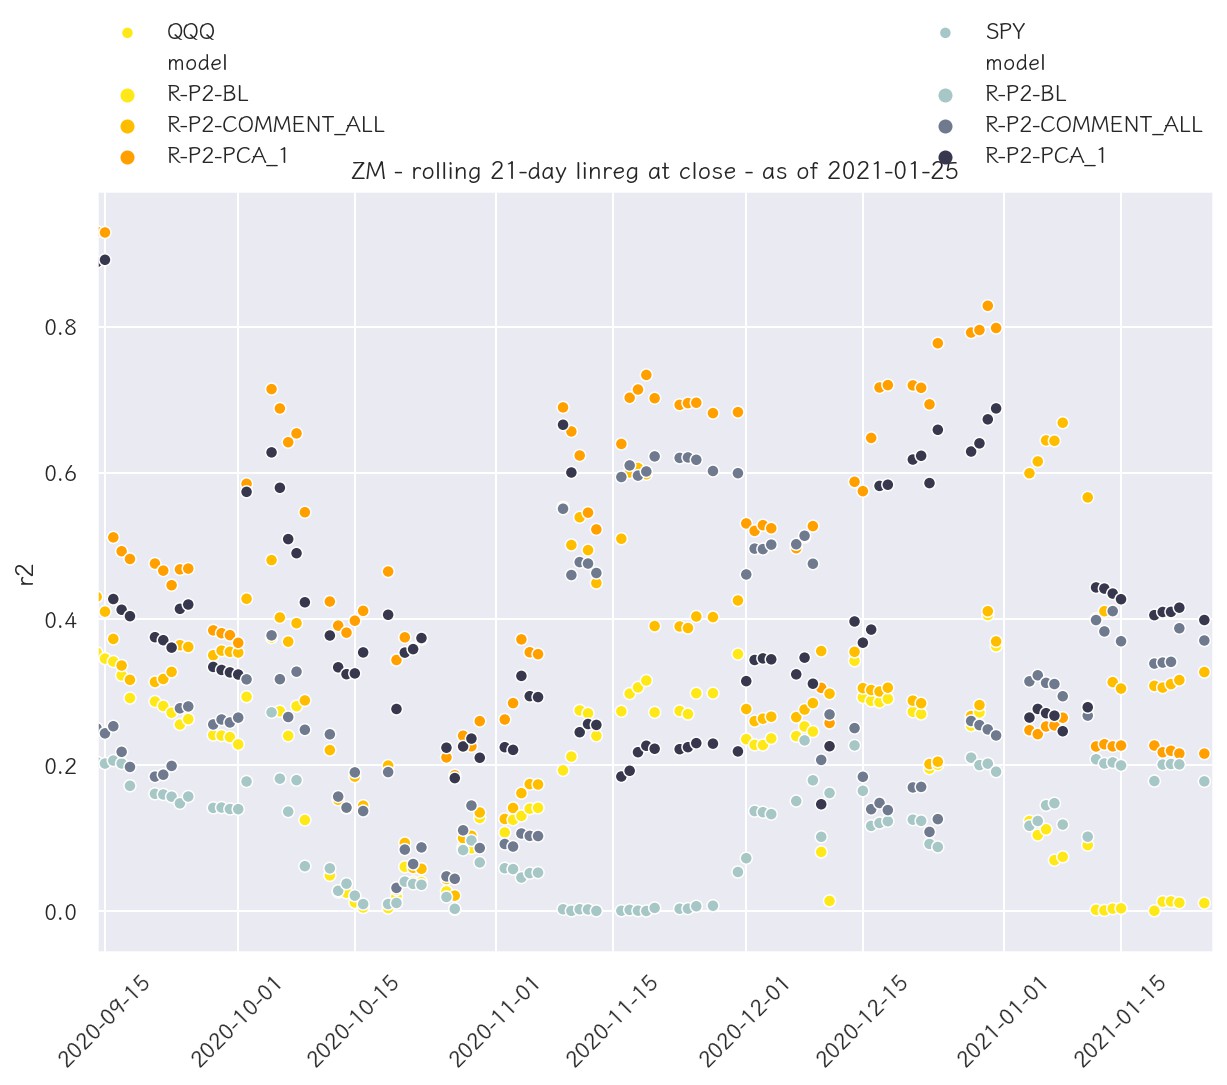 QQQ
model
R-P2-BL
R-P2-COMMENT_ALL
R-P2-PCA_1
SPY
model
R-P2-BL
R-P2-COMMENT_ALL
R-P2-PCA_1
ZM - rolling 21-day linreg at close - as of 2021-01-25
r2
0.8
0.6
0.4
0.2
0.0
2020-09-15
2020-10-01
2020-10-15
2020-11-01
2020-11-15
2020-12-01
2020-12-15
2021-01-01
2021-01-15